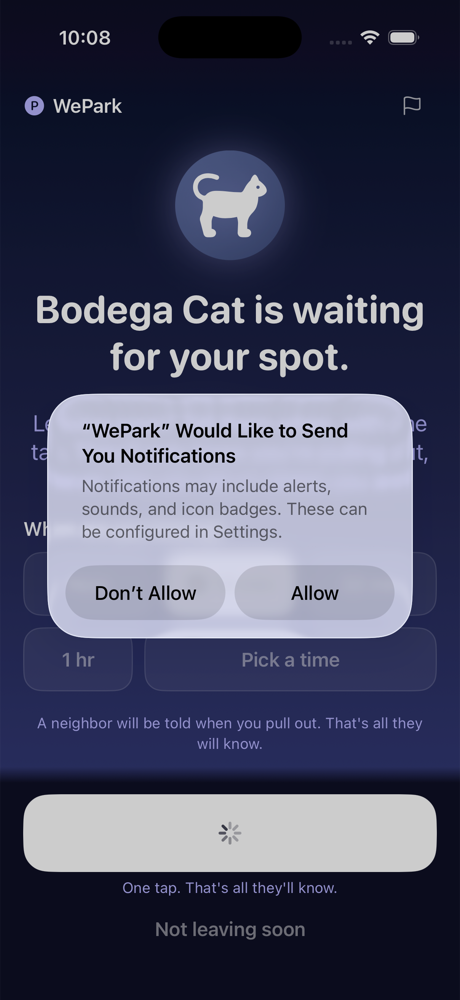 10:08
P WePark
Bodega Cat is waiting
for your spot.
“WePark” Would Like to Send
You Notifications
Notifications may include alerts,
sounds, and icon badges. These can
be configured in Settings.
Don’t Allow
Allow
1 hr
Pick a time
A neighbor will be told when you pull out. That's all they
will know.
One tap. That's all they'll know.
Not leaving soon